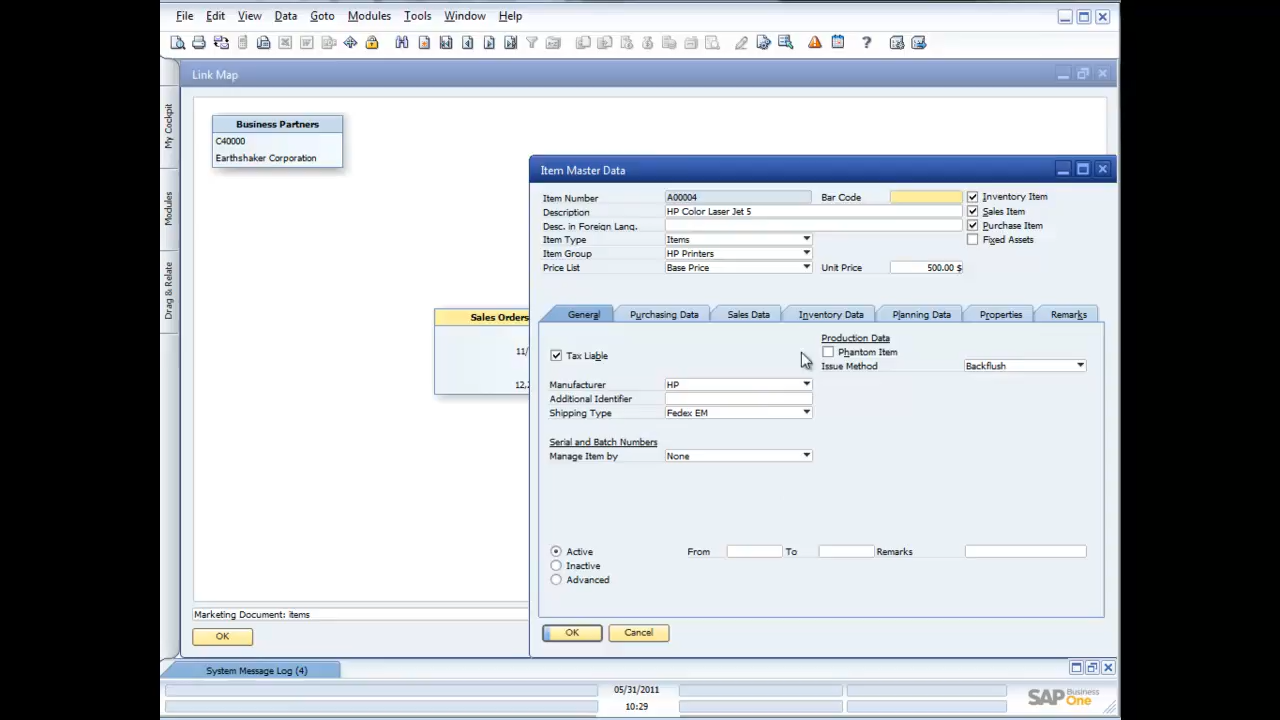 File Edit View Data Goto Modules Tools Window Help
Link Map
My Cockpit
Modules
Drag & Relate
Business Partners
C40000
Earthshaker Corporation
Sales Orders
11/
12,
Item Master Data
Item Number A00004 Bar Code Inventory Item
Description HP Color Laser Jet 5 Sales Item
Desc. in Foreign Lang. Purchase Item
Item Type Items Fixed Assets
Item Group HP Printers
Price List Base Price Unit Price 500.00 $
General Purchasing Data Sales Data Inventory Data Planning Data Properties Remarks
Production Data
Tax Liable Phantom Item
Issue Method Backflush
Manufacturer HP
Additional Identifier
Shipping Type Fedex EM
Serial and Batch Numbers
Manage Item by None
Active From To Remarks
Inactive
Advanced
Marketing Document: items
OK
OK Cancel
System Message Log (4)
05/31/2011
10:29
SAP Business One